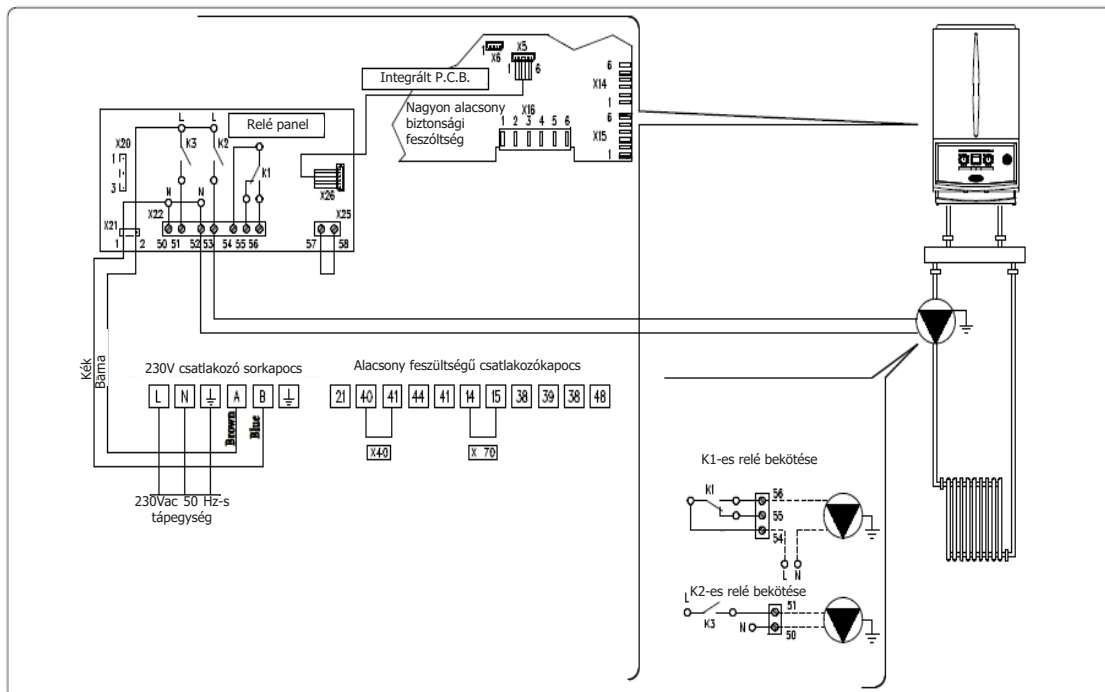 Integrált P.C.B.
1 X6
X5
1 6
Nagyon alacsony
biztonsági
feszóltség
X16
1 2 3 4 5 6
6
X14
1
6
X15
1
Relé panel
L L
X20
K3 K2
1
3
K1
X26
N N
X22
X21
X25
1 2 50 51 52 53 54 55 56 57 58
Kék
Barna
230V csatlakozó sorkapocs
L N A B
Brown
Blue
230Vac 50 Hz-s
tápegység
Alacsony feszültségű csatlakozókapocs
21 40 41 44 41 14 15 38 39 38 48
X40 X 70
K1-es relé bekötése
K1
56
55
54
L N
K2-es relé bekötése
L
K3
51
N
50